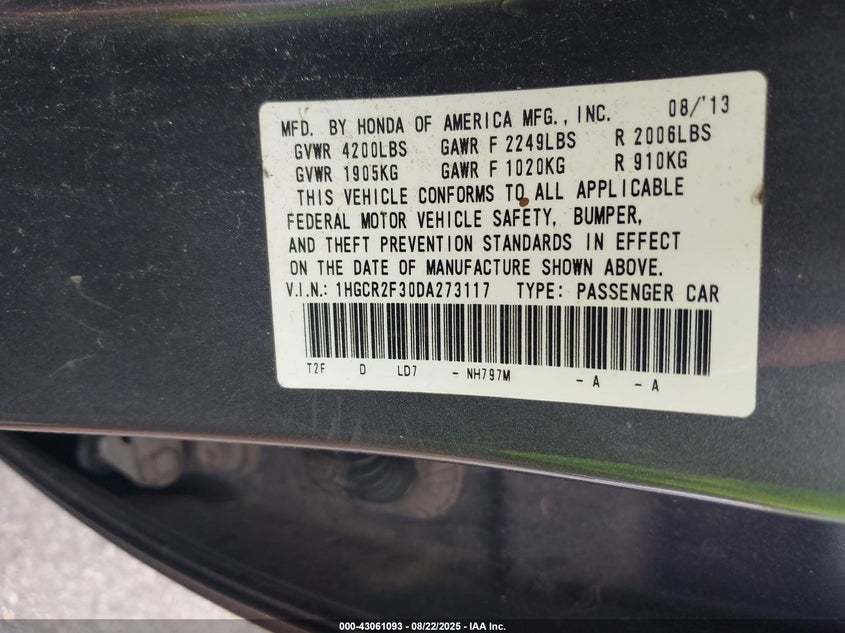 MFD. BY HONDA OF AMERICA MFG., INC. 08/'13
GVWR 4200LBS GAWR F 2249LBS R 2006LBS
GVWR 1905KG GAWR F 1020KG R 910KG
THIS VEHICLE CONFORMS TO ALL APPLICABLE
FEDERAL MOTOR VEHICLE SAFETY, BUMPER,
AND THEFT PREVENTION STANDARDS IN EFFECT
ON THE DATE OF MANUFACTURE SHOWN ABOVE.
V.I.N.: 1HGCR2F30DA273117 TYPE: PASSENGER CAR
T2F D LD7 - NH797M - A - A
000-43061093 - 08/22/2025 - IAA Inc.